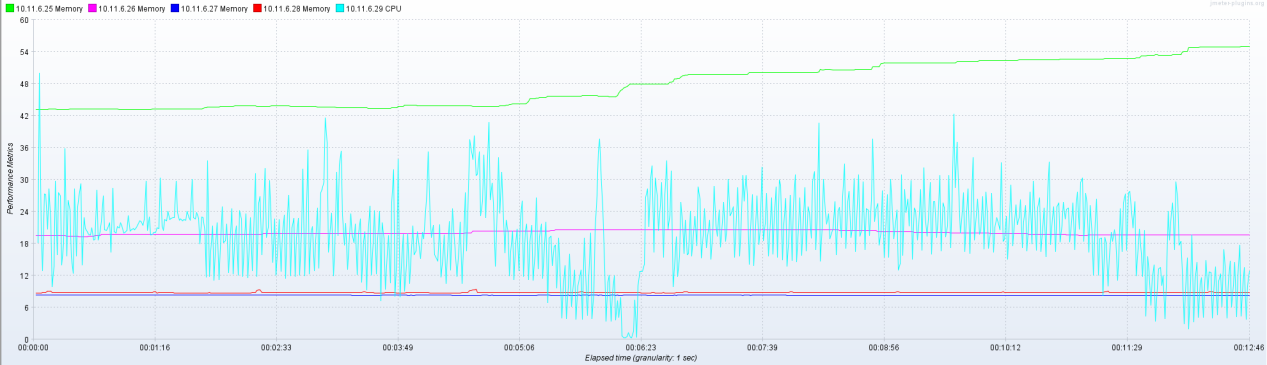 jmeter-plugins.org
10.11.6.25 Memory 10.11.6.26 Memory 10.11.6.27 Memory 10.11.6.28 Memory 10.11.6.29 CPU
60
54
48
42
36
30
24
18
12
6
0
Performance Metrics
00:00:00 00:01:16 00:02:33 00:03:49 00:05:06 00:06:23 00:07:39 00:08:56 00:10:12 00:11:29 00:12:46
Elapsed time (granularity: 1 sec)